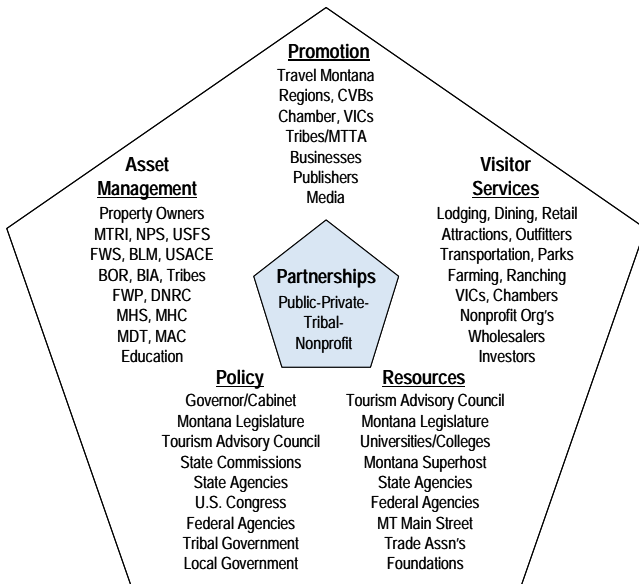 Promotion
Travel Montana
Regions, CVBs
Chamber, VICs
Tribes/MTTA
Businesses
Publishers
Media
Asset
Management
Property Owners
MTRI, NPS, USFS
FWS, BLM, USACE
BOR, BIA, Tribes
FWP, DNRC
MHS, MHC
MDT, MAC
Education
Visitor
Services
Lodging, Dining, Retail
Attractions, Outfitters
Transportation, Parks
Farming, Ranching
VICs, Chambers
Nonprofit Org's
Wholesalers
Investors
Partnerships
Public-Private-
Tribal-
Nonprofit
Policy
Governor/Cabinet
Montana Legislature
Tourism Advisory Council
State Commissions
State Agencies
U.S. Congress
Federal Agencies
Tribal Government
Local Government
Resources
Tourism Advisory Council
Montana Legislature
Universities/Colleges
Montana Superhost
State Agencies
Federal Agencies
MT Main Street
Trade Assn's
Foundations